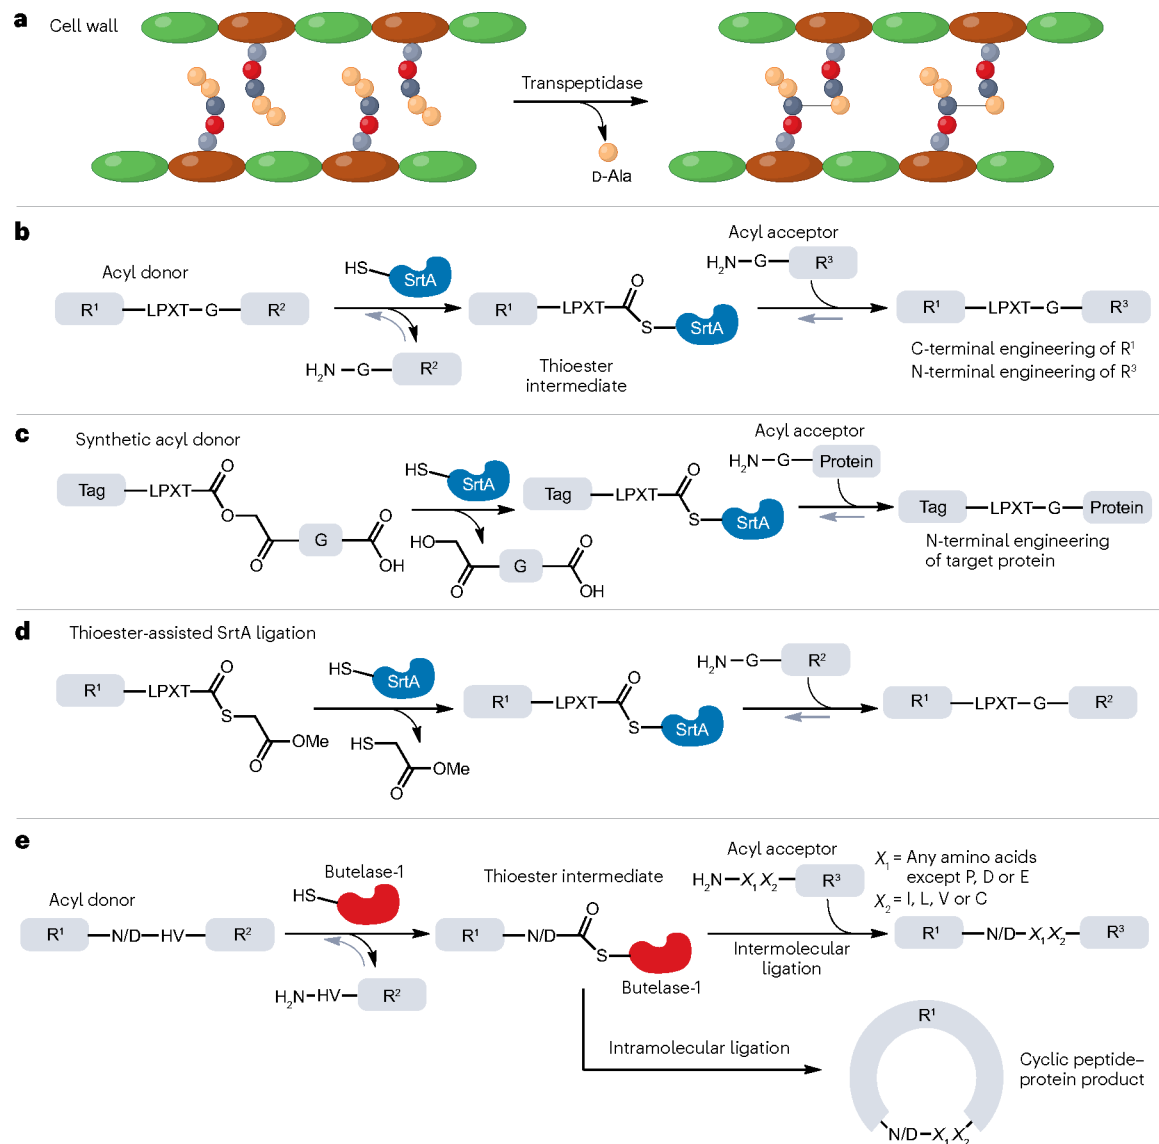 a
Cell wall
Transpeptidase
D-Ala
b
Acyl donor
R¹ LPXT G R²
HS SrtA
H₂N G R²
R¹ LPXT O
S SrtA
Thioester
intermediate
Acyl acceptor
H₂N G R³
R¹ LPXT G R³
C-terminal engineering of R¹
N-terminal engineering of R³
c
Synthetic acyl donor
Tag LPXT O
O
O G O
OH
HS SrtA
HO
O G O
OH
Tag LPXT O
S SrtA
Acyl acceptor
H₂N G Protein
Tag LPXT G Protein
N-terminal engineering
of target protein
d
Thioester-assisted SrtA ligation
R¹ LPXT O
S
O OMe
HS SrtA
HS
O OMe
R¹ LPXT O
S SrtA
H₂N G R²
R¹ LPXT G R²
e
Acyl donor
R¹ N/D HV R²
Butelase-1
HS
H₂N HV R²
Thioester intermediate
R¹ N/D O
S
Butelase-1
Acyl acceptor
H₂N X₁X₂ R³
X₁ = Any amino acids
except P, D or E
X₂ = I, L, V or C
Intermolecular
ligation
R¹ N/D X₁X₂ R³
Intramolecular ligation
R¹
N/D X₁X₂
Cyclic peptide–
protein product